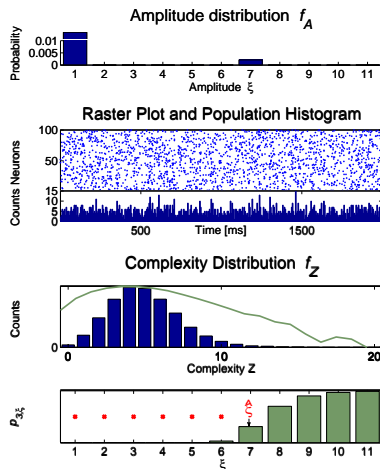 Amplitude distribution f_A
Probability
0.01
0.005
0
1 2 3 4 5 6 7 8 9 10 11
Amplitude ξ
Raster Plot and Population Histogram
Neurons
100
50
Counts
15
10
5
0
500 1000 1500
Time [ms]
Complexity Distribution f_Z
Counts
0 10 20
Complexity Z
p_3ξ
* * * * * *
ξ̂
1 2 3 4 5 6 7 8 9 10 11
ξ